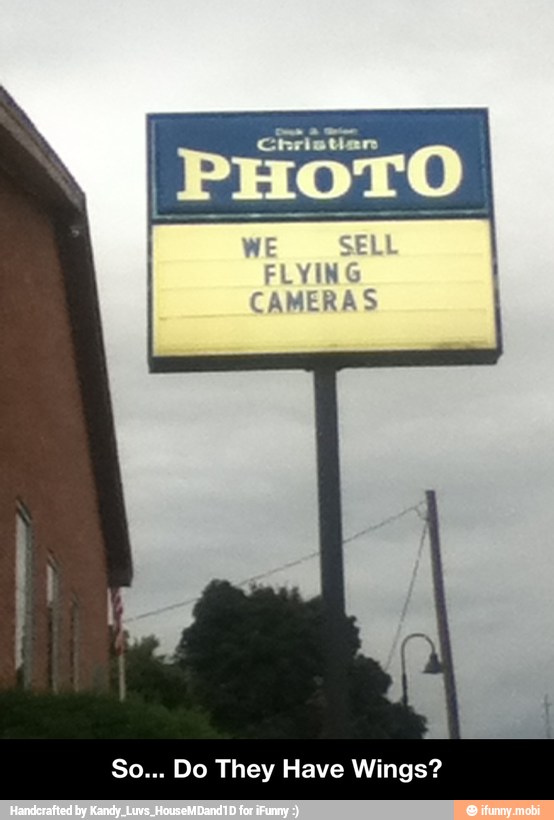 Christian
PHOTO
WE SELL
FLYING
CAMERAS
So... Do They Have Wings?
Handcrafted by Kandy_Luvs_HouseMDand1D for iFunny :)
ifunny.mobi